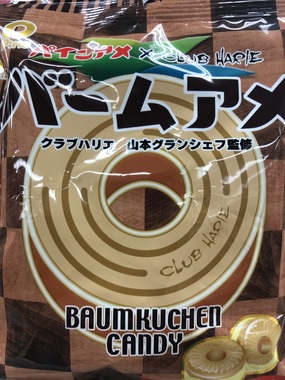 パインアメ × CLUB HARIE
バームアメ
クラブハリエ 山本グランシェフ監修
CLUB HARIE
BAUMKUCHEN
CANDY